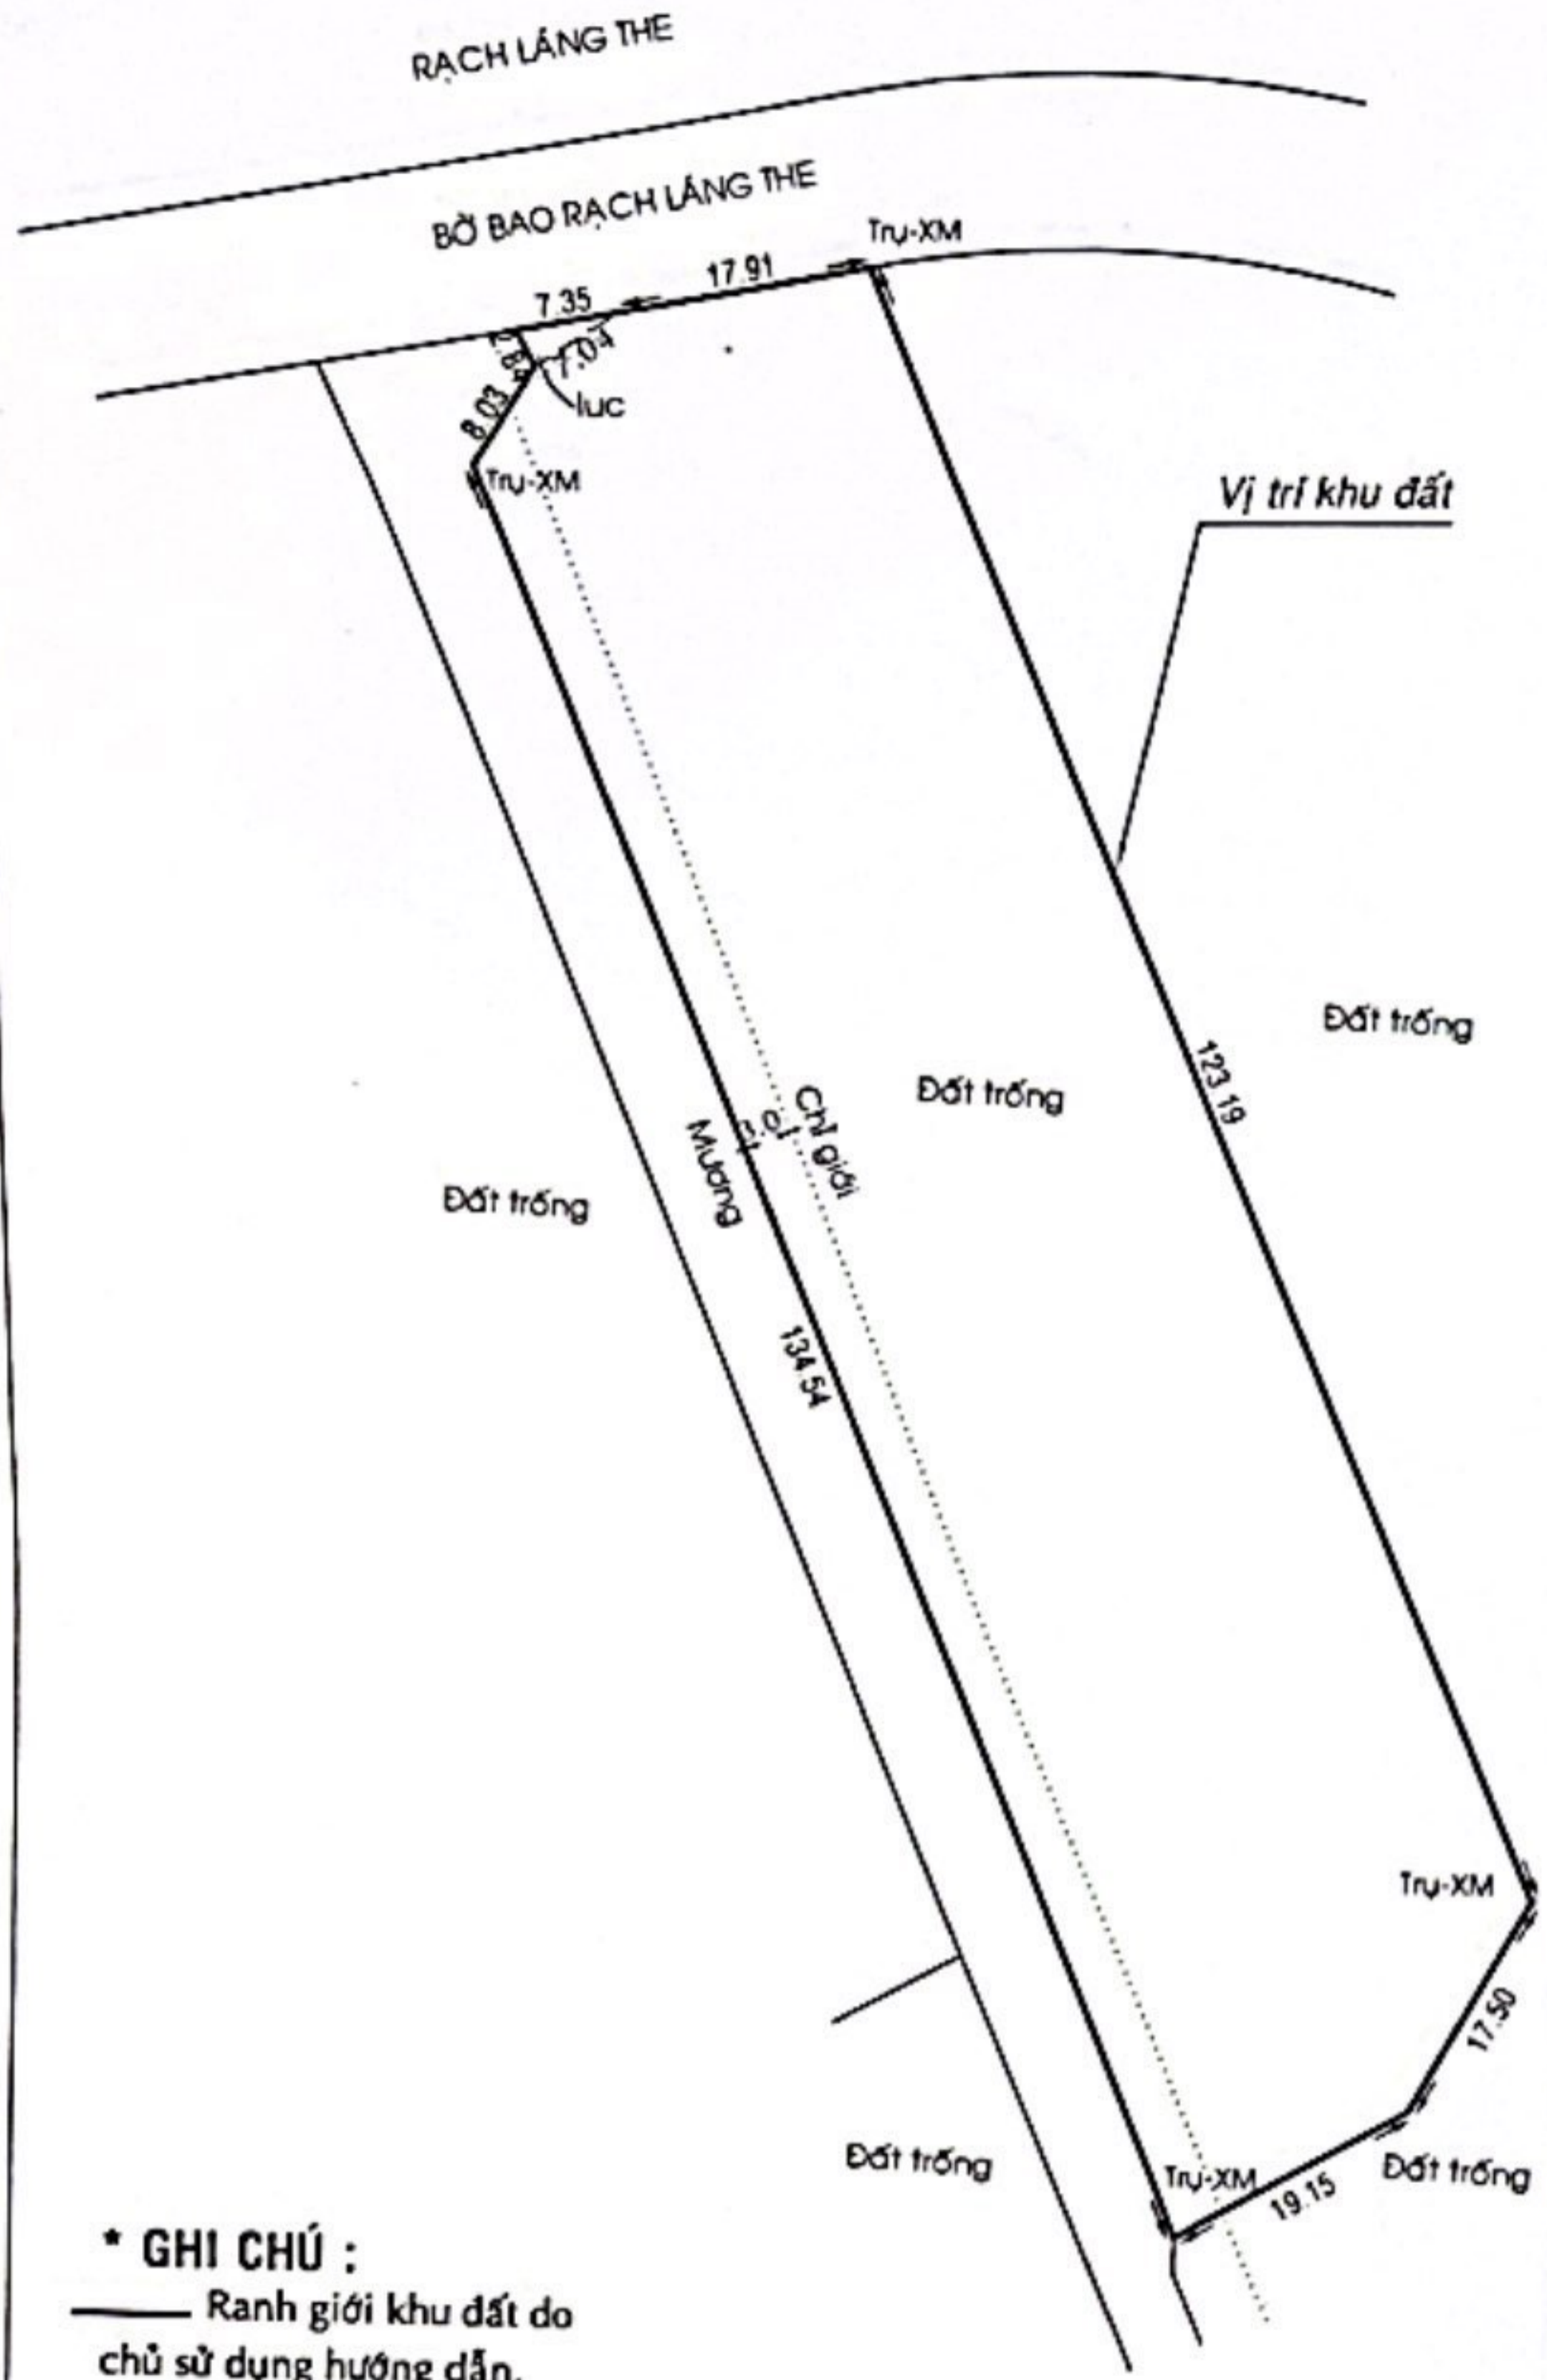 RẠCH LÁNG THE
BỜ BAO RẠCH LÁNG THE
Trụ-XM
17.91
7.35
7.04
8.03
luc
Trụ-XM
Vị trí khu đất
Đất trống
123.19
Đất trống
Chỉ giới
Mương
Đất trống
134.54
Trụ-XM
17.50
Đất trống
Trụ-XM
Đất trống
19.15
* GHI CHÚ :
Ranh giới khu đất do
chủ sử dụng hướng dẫn.